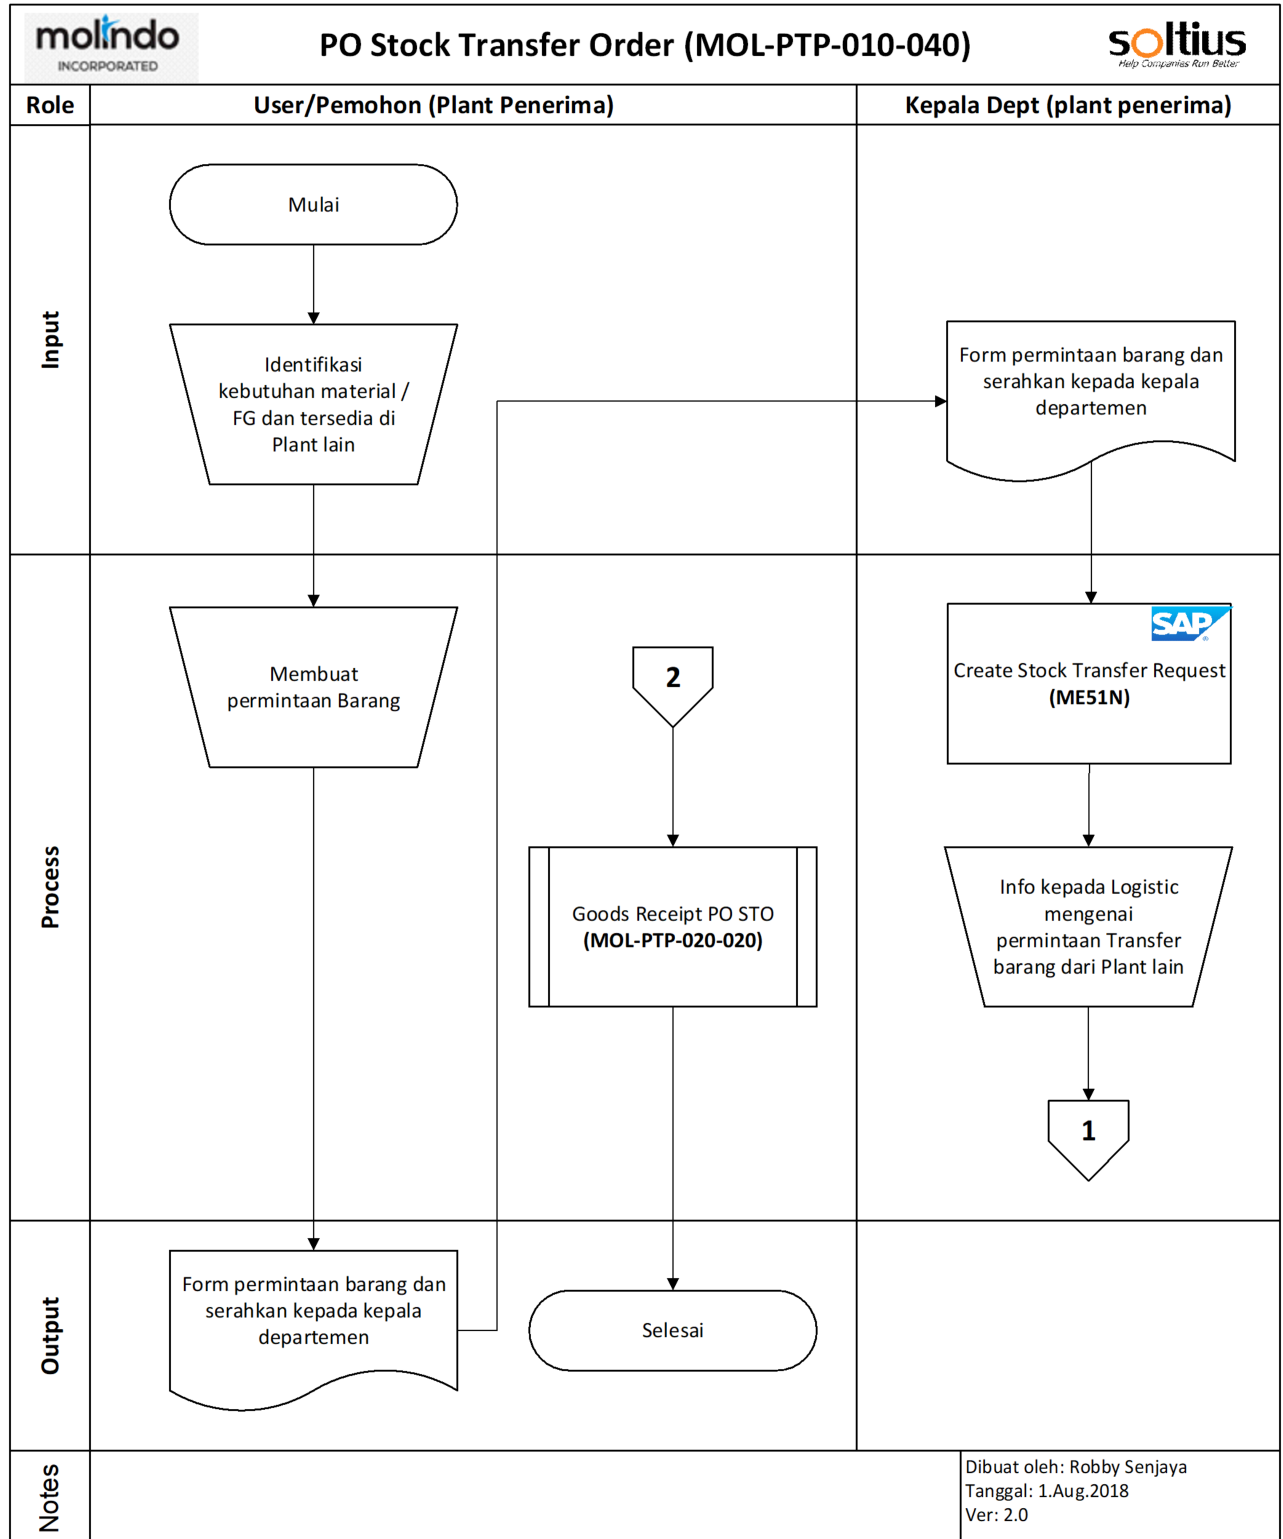 molindo
INCORPORATED
PO Stock Transfer Order (MOL-PTP-010-040)
soltius
Help Companies Run Better
Role
User/Pemohon (Plant Penerima)
Kepala Dept (plant penerima)
Input
Mulai
Identifikasi
kebutuhan material /
FG dan tersedia di
Plant lain
Form permintaan barang dan
serahkan kepada kepala
departemen
Process
Membuat
permintaan Barang
2
Goods Receipt PO STO
(MOL-PTP-020-020)
SAP
®
Create Stock Transfer Request
(ME51N)
Info kepada Logistic
mengenai
permintaan Transfer
barang dari Plant lain
1
Output
Form permintaan barang dan
serahkan kepada kepala
departemen
Selesai
Notes
Dibuat oleh: Robby Senjaya
Tanggal: 1.Aug.2018
Ver: 2.0